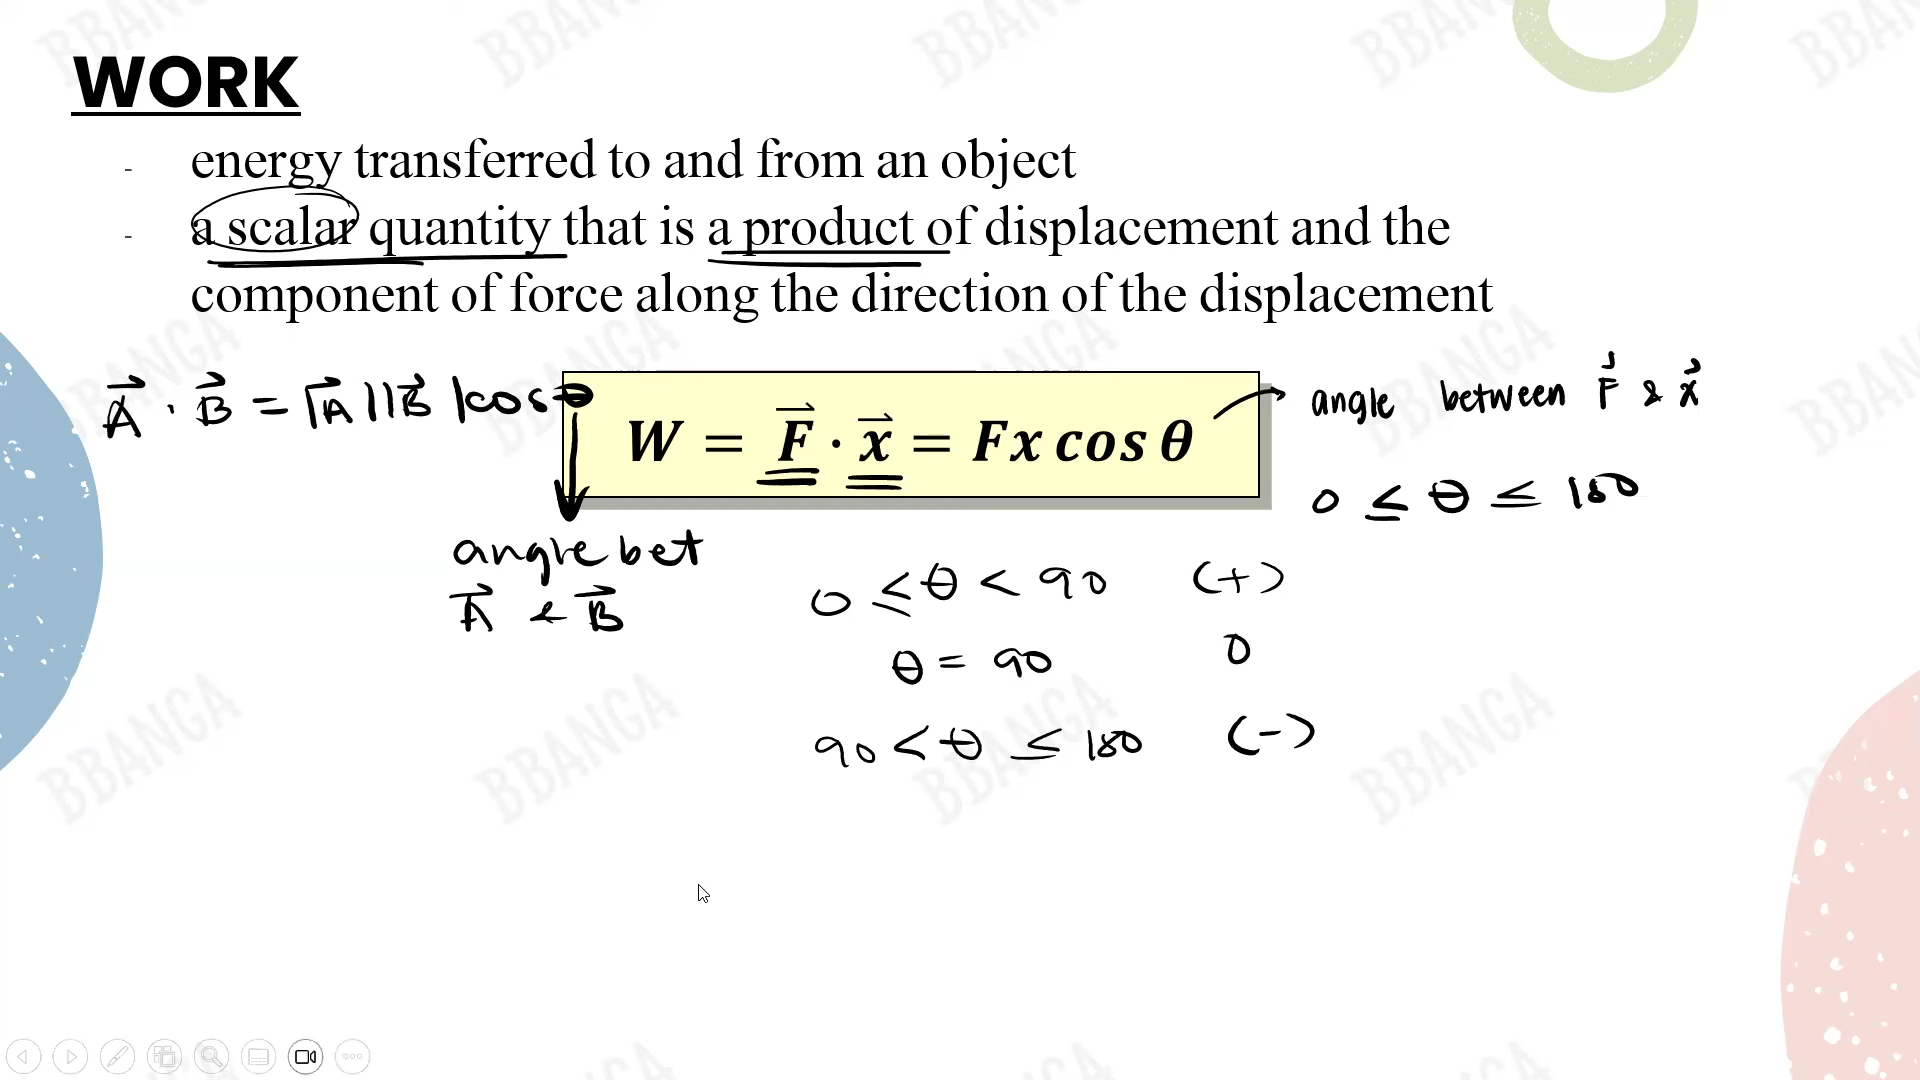 WORK
- energy transferred to and from an object
- a scalar quantity that is a product of displacement and the
component of force along the direction of the displacement
A⃗ · B⃗ = |A⃗||B⃗|cos θ
W = F⃗ · x⃗ = Fx cos θ
angle between F⃗ & x⃗
0 ≤ θ ≤ 180
angle bet
A⃗ & B⃗
0 ≤ θ < 90 (+)
θ = 90 0
90 < θ ≤ 180 (-)
BBANGA